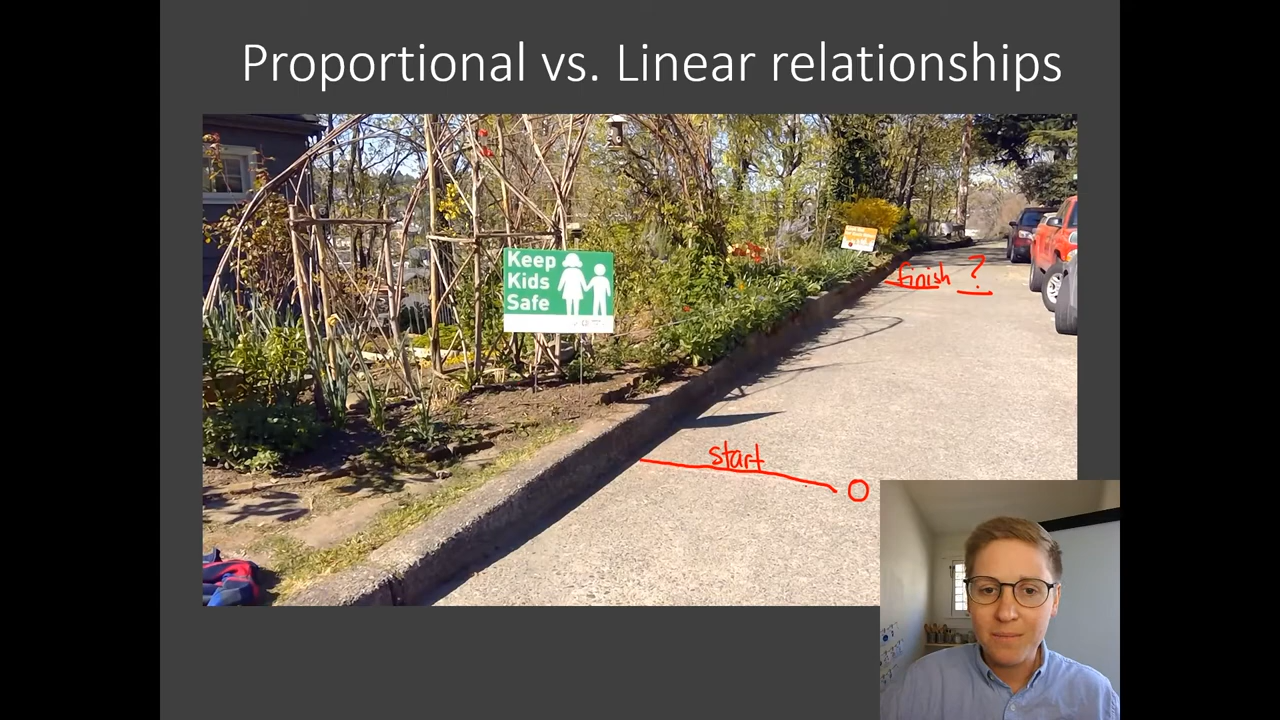 Proportional vs. Linear relationships
Keep
Kids
Safe
finish ?
start
0